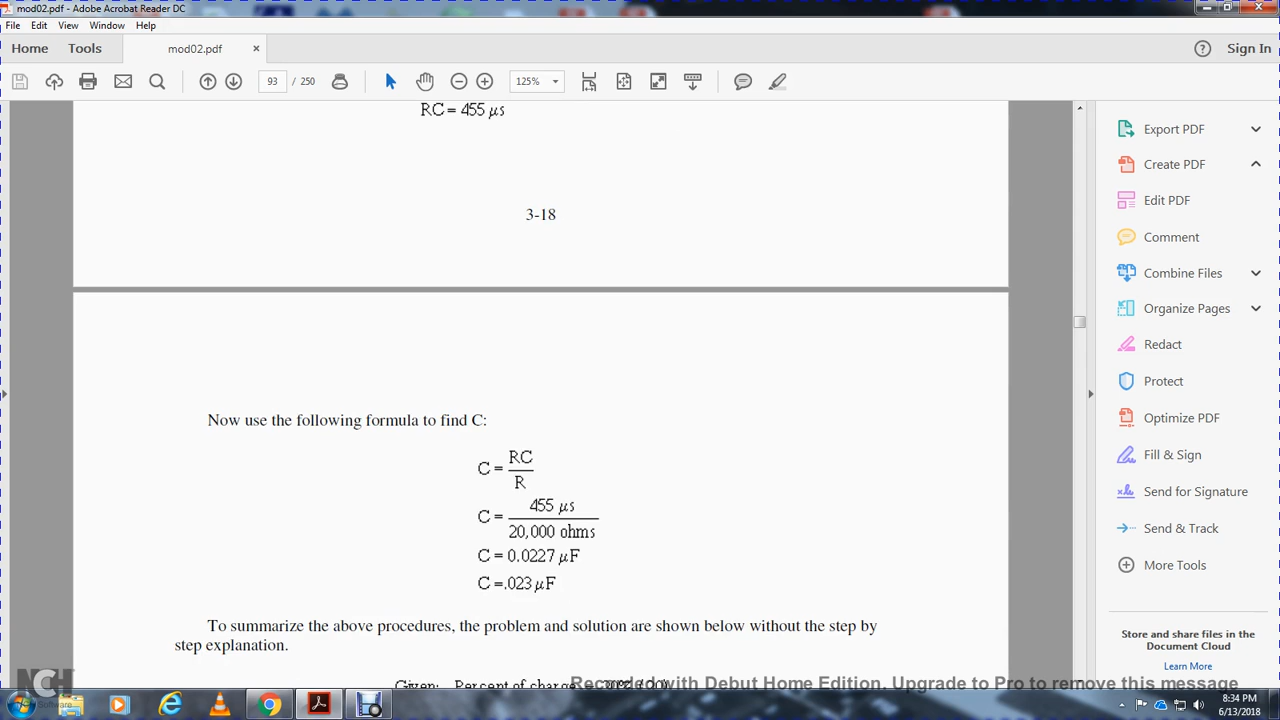 mod02.pdf - Adobe Acrobat Reader DC
File Edit View Window Help
Home Tools mod02.pdf × Sign In
93 / 250 125%
RC = 455 μs
3-18
Now use the following formula to find C:
C = RC
R
C = 455 μs
20,000 ohms
C = 0.0227 μF
C =.023 μF
To summarize the above procedures, the problem and solution are shown below without the step by
step explanation.
Given: Percent of charge
Export PDF
Create PDF
Edit PDF
Comment
Combine Files
Organize Pages
Redact
Protect
Optimize PDF
Fill & Sign
Send for Signature
Send & Track
More Tools
Store and share files in the
Document Cloud
Learn More
Recorded with Debut Home Edition. Upgrade to Pro to remove this message
NCH
Software
8:34 PM
6/13/2018